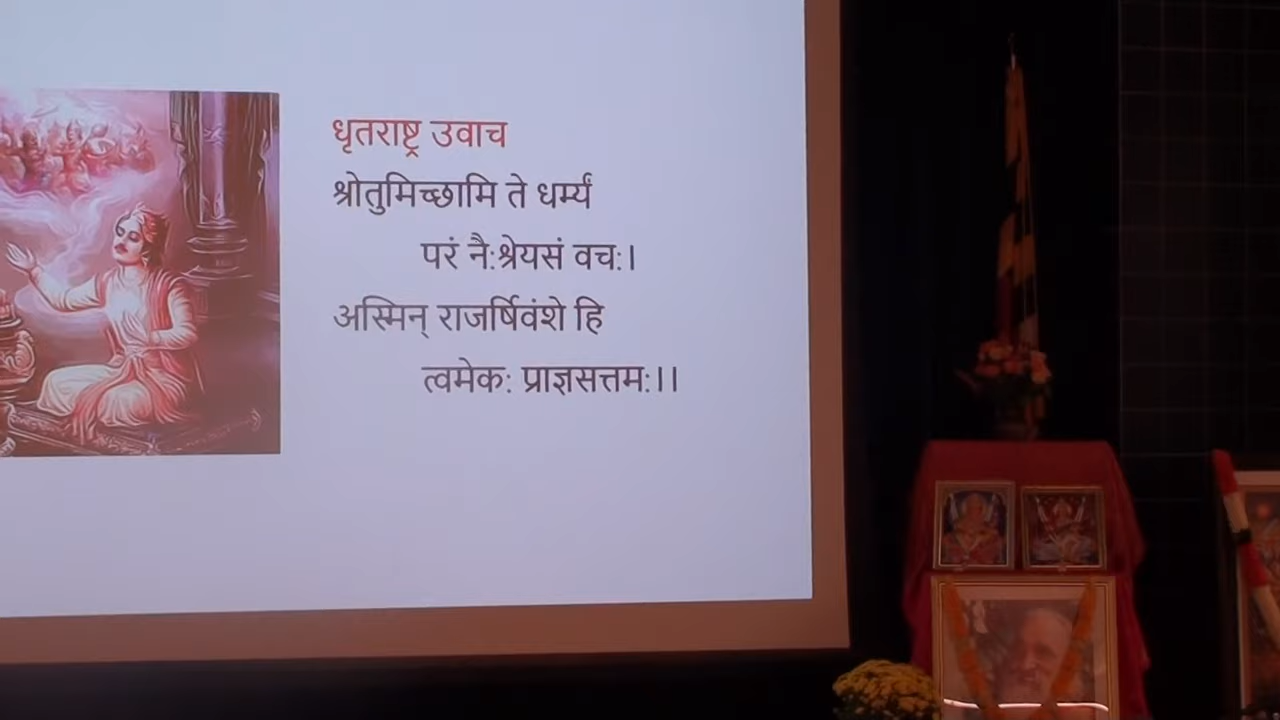 धृतराष्ट्र उवाच
श्रोतुमिच्छामि ते धर्म्यं
परं नै:श्रेयसं वच:।
अस्मिन् राजर्षिवंशे हि
त्वमेक: प्राज्ञसत्तम:।।